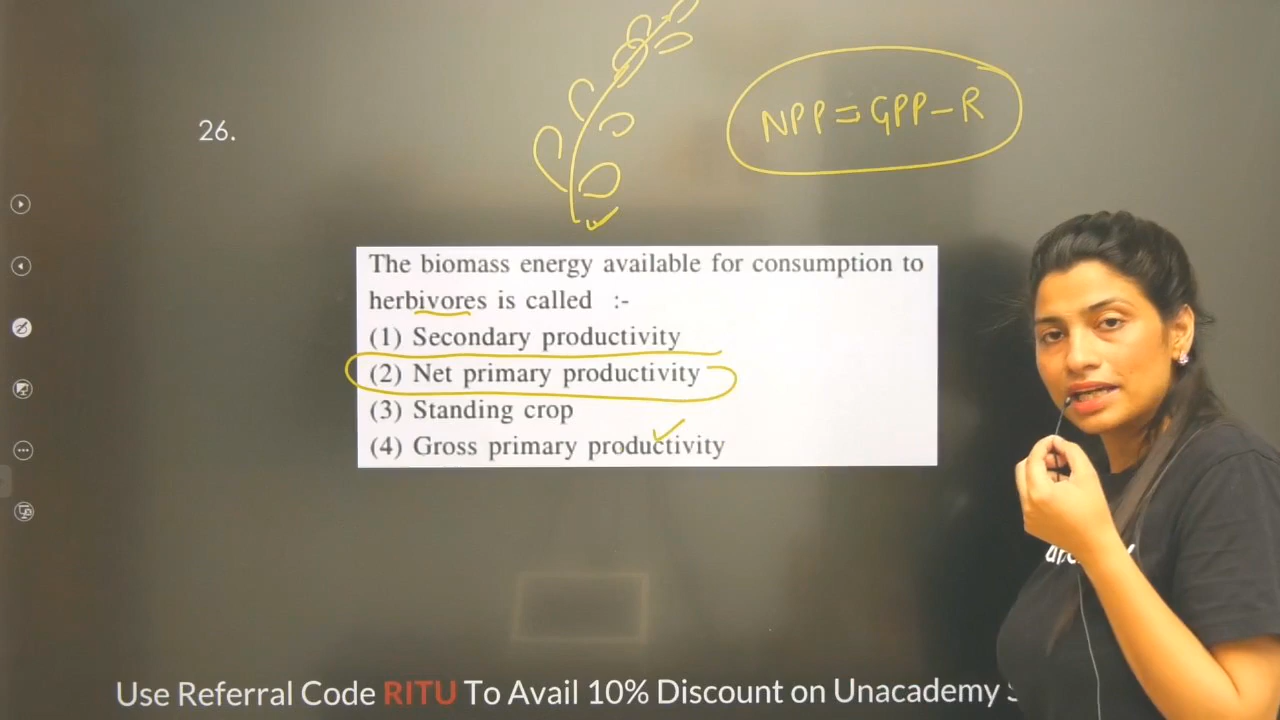 NPP = GPP - R
26.
The biomass energy available for consumption to
herbivores is called :-
(1) Secondary productivity
(2) Net primary productivity
(3) Standing crop
(4) Gross primary productivity
Use Referral Code RITU To Avail 10% Discount on Unacademy